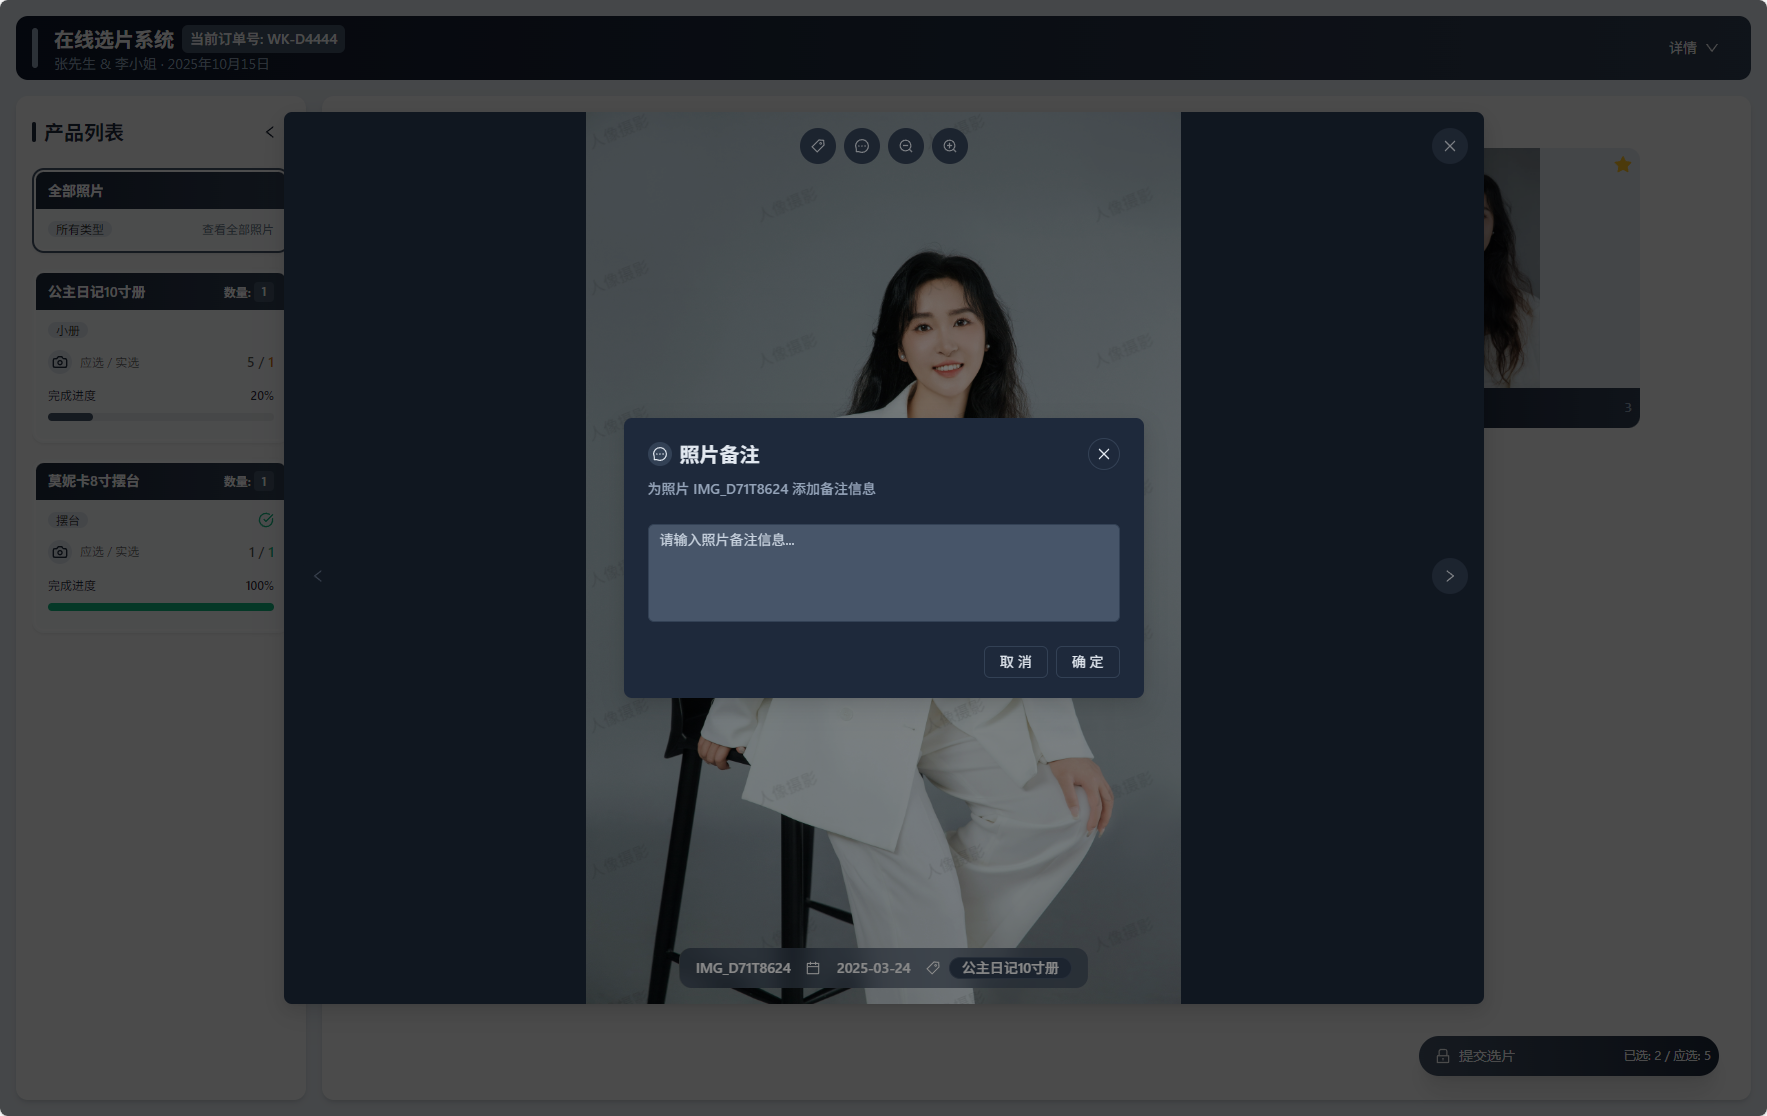 在线选片系统 当前订单号: WK-D4444
张先生 & 李小姐 · 2025年10月15日
详情
产品列表
全部照片
所有类型 查看全部照片
公主日记10寸册 数量: 1
小册
应选 / 实选 5 / 1
完成进度 20%
莫妮卡8寸摆台 数量: 1
摆台
应选 / 实选 1 / 1
完成进度 100%
人像摄影
照片备注
为照片 IMG_D71T8624 添加备注信息
请输入照片备注信息...
取 消 确 定
IMG_D71T8624 2025-03-24 公主日记10寸册
3
提交选片 已选: 2 / 应选: 5